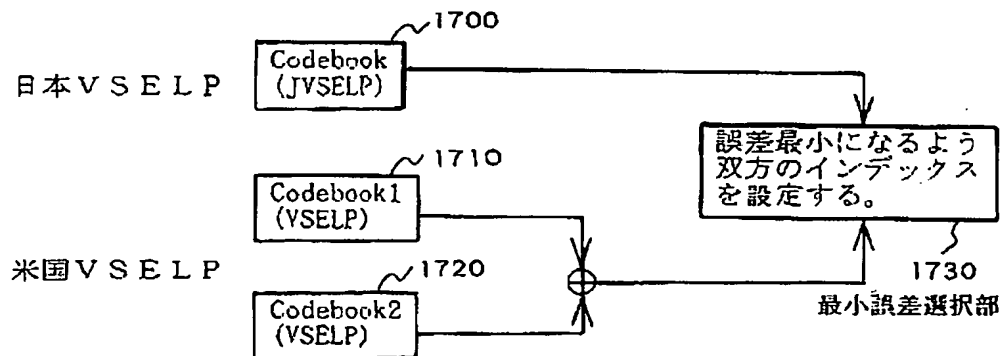 1700
Codebook
(JVSELP)
日本VSELP
誤差最小になるよう
双方のインデックス
を設定する。
1710
Codebook1
(VSELP)
米国VSELP
1720
1730
最小誤差選択部
Codebook2
(VSELP)